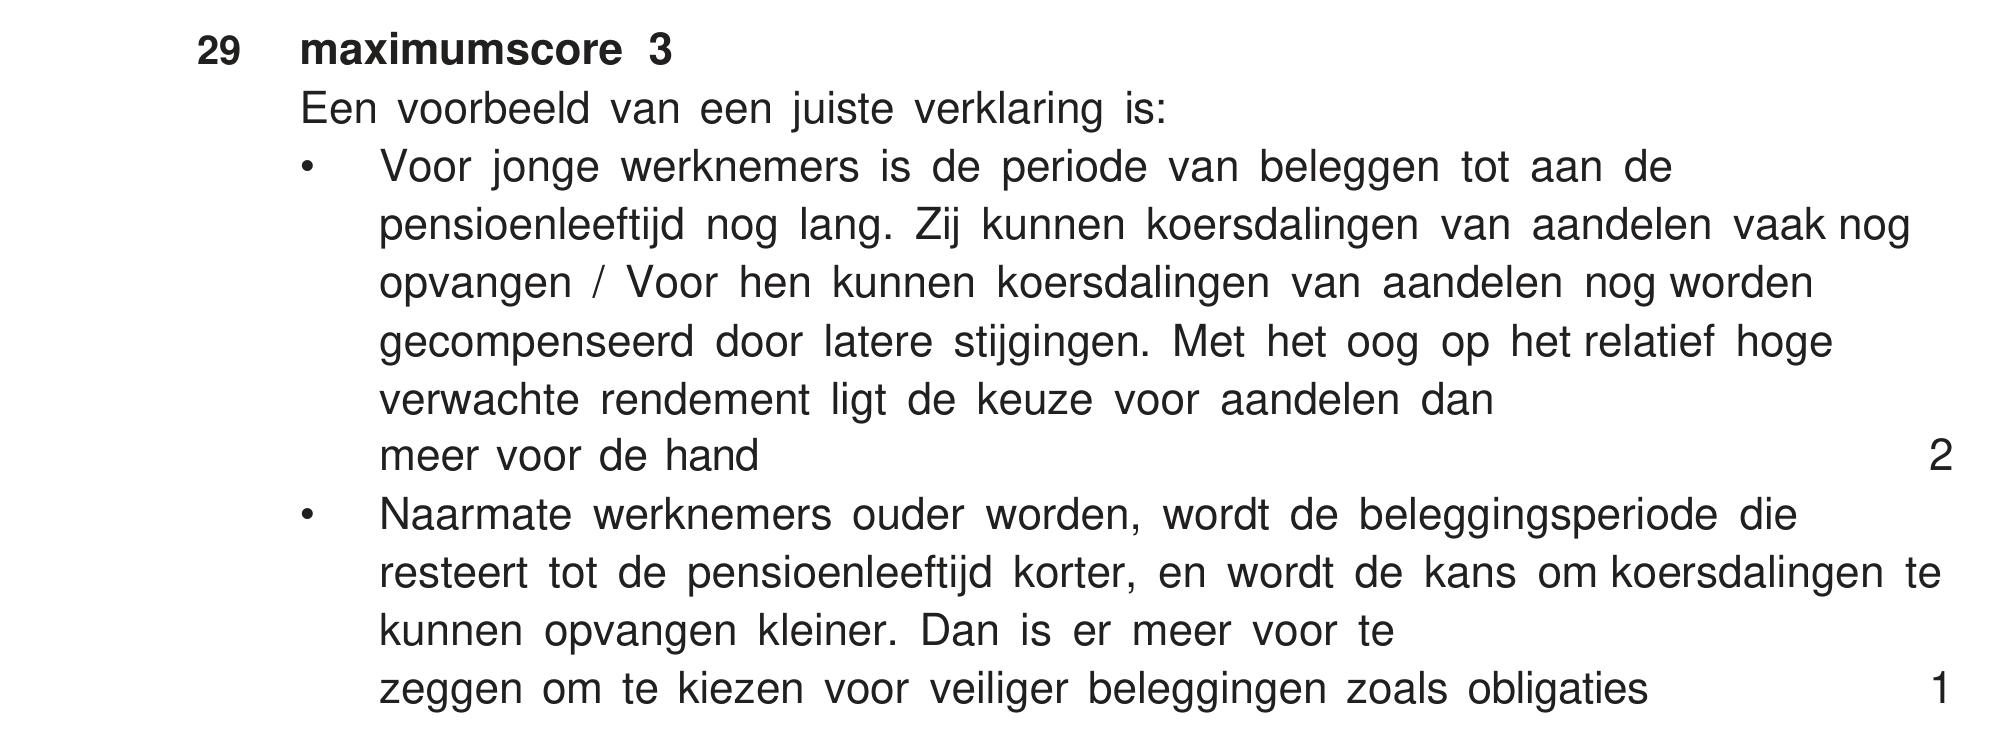 29 maximumscore 3
Een voorbeeld van een juiste verklaring is:
• Voor jonge werknemers is de periode van beleggen tot aan de
pensioenleeftijd nog lang. Zij kunnen koersdalingen van aandelen vaak nog
opvangen / Voor hen kunnen koersdalingen van aandelen nog worden
gecompenseerd door latere stijgingen. Met het oog op het relatief hoge
verwachte rendement ligt de keuze voor aandelen dan
meer voor de hand 2
• Naarmate werknemers ouder worden, wordt de beleggingsperiode die
resteert tot de pensioenleeftijd korter, en wordt de kans om koersdalingen te
kunnen opvangen kleiner. Dan is er meer voor te
zeggen om te kiezen voor veiliger beleggingen zoals obligaties 1